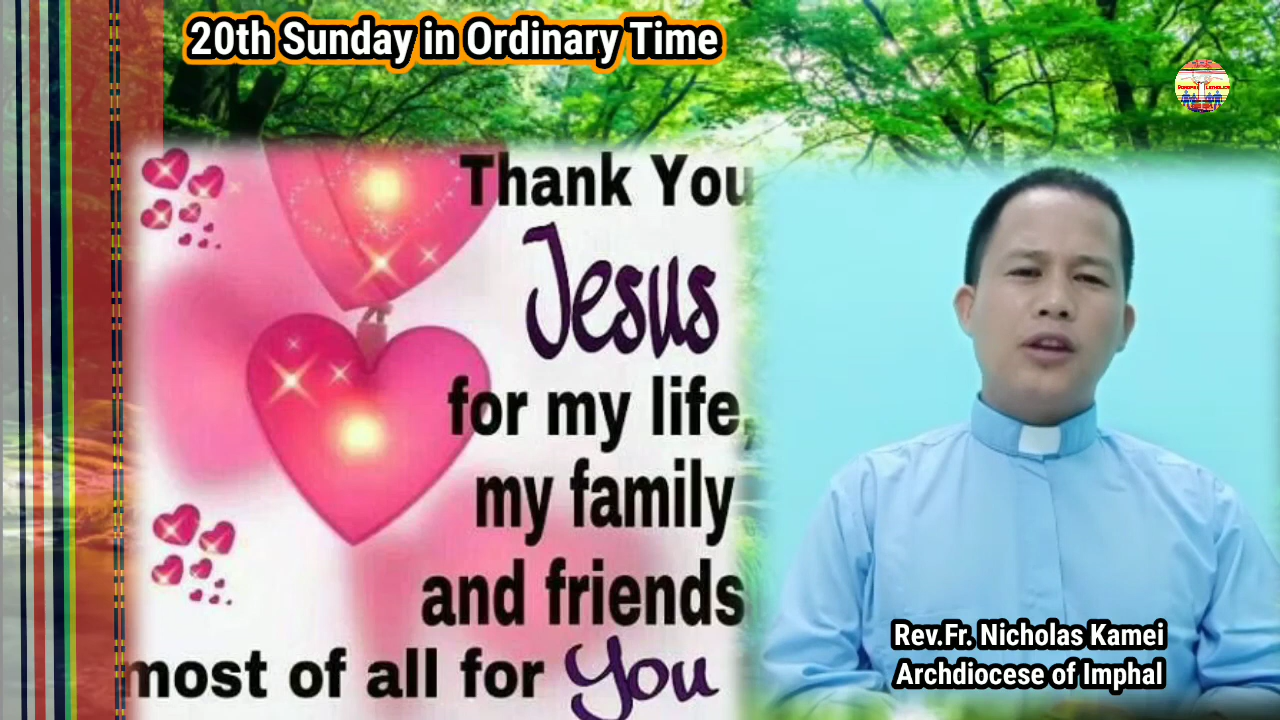 20th Sunday in Ordinary Time
Thank You
Jesus
for my life,
my family
and friends
most of all for You
Rev.Fr. Nicholas Kamei
Archdiocese of Imphal